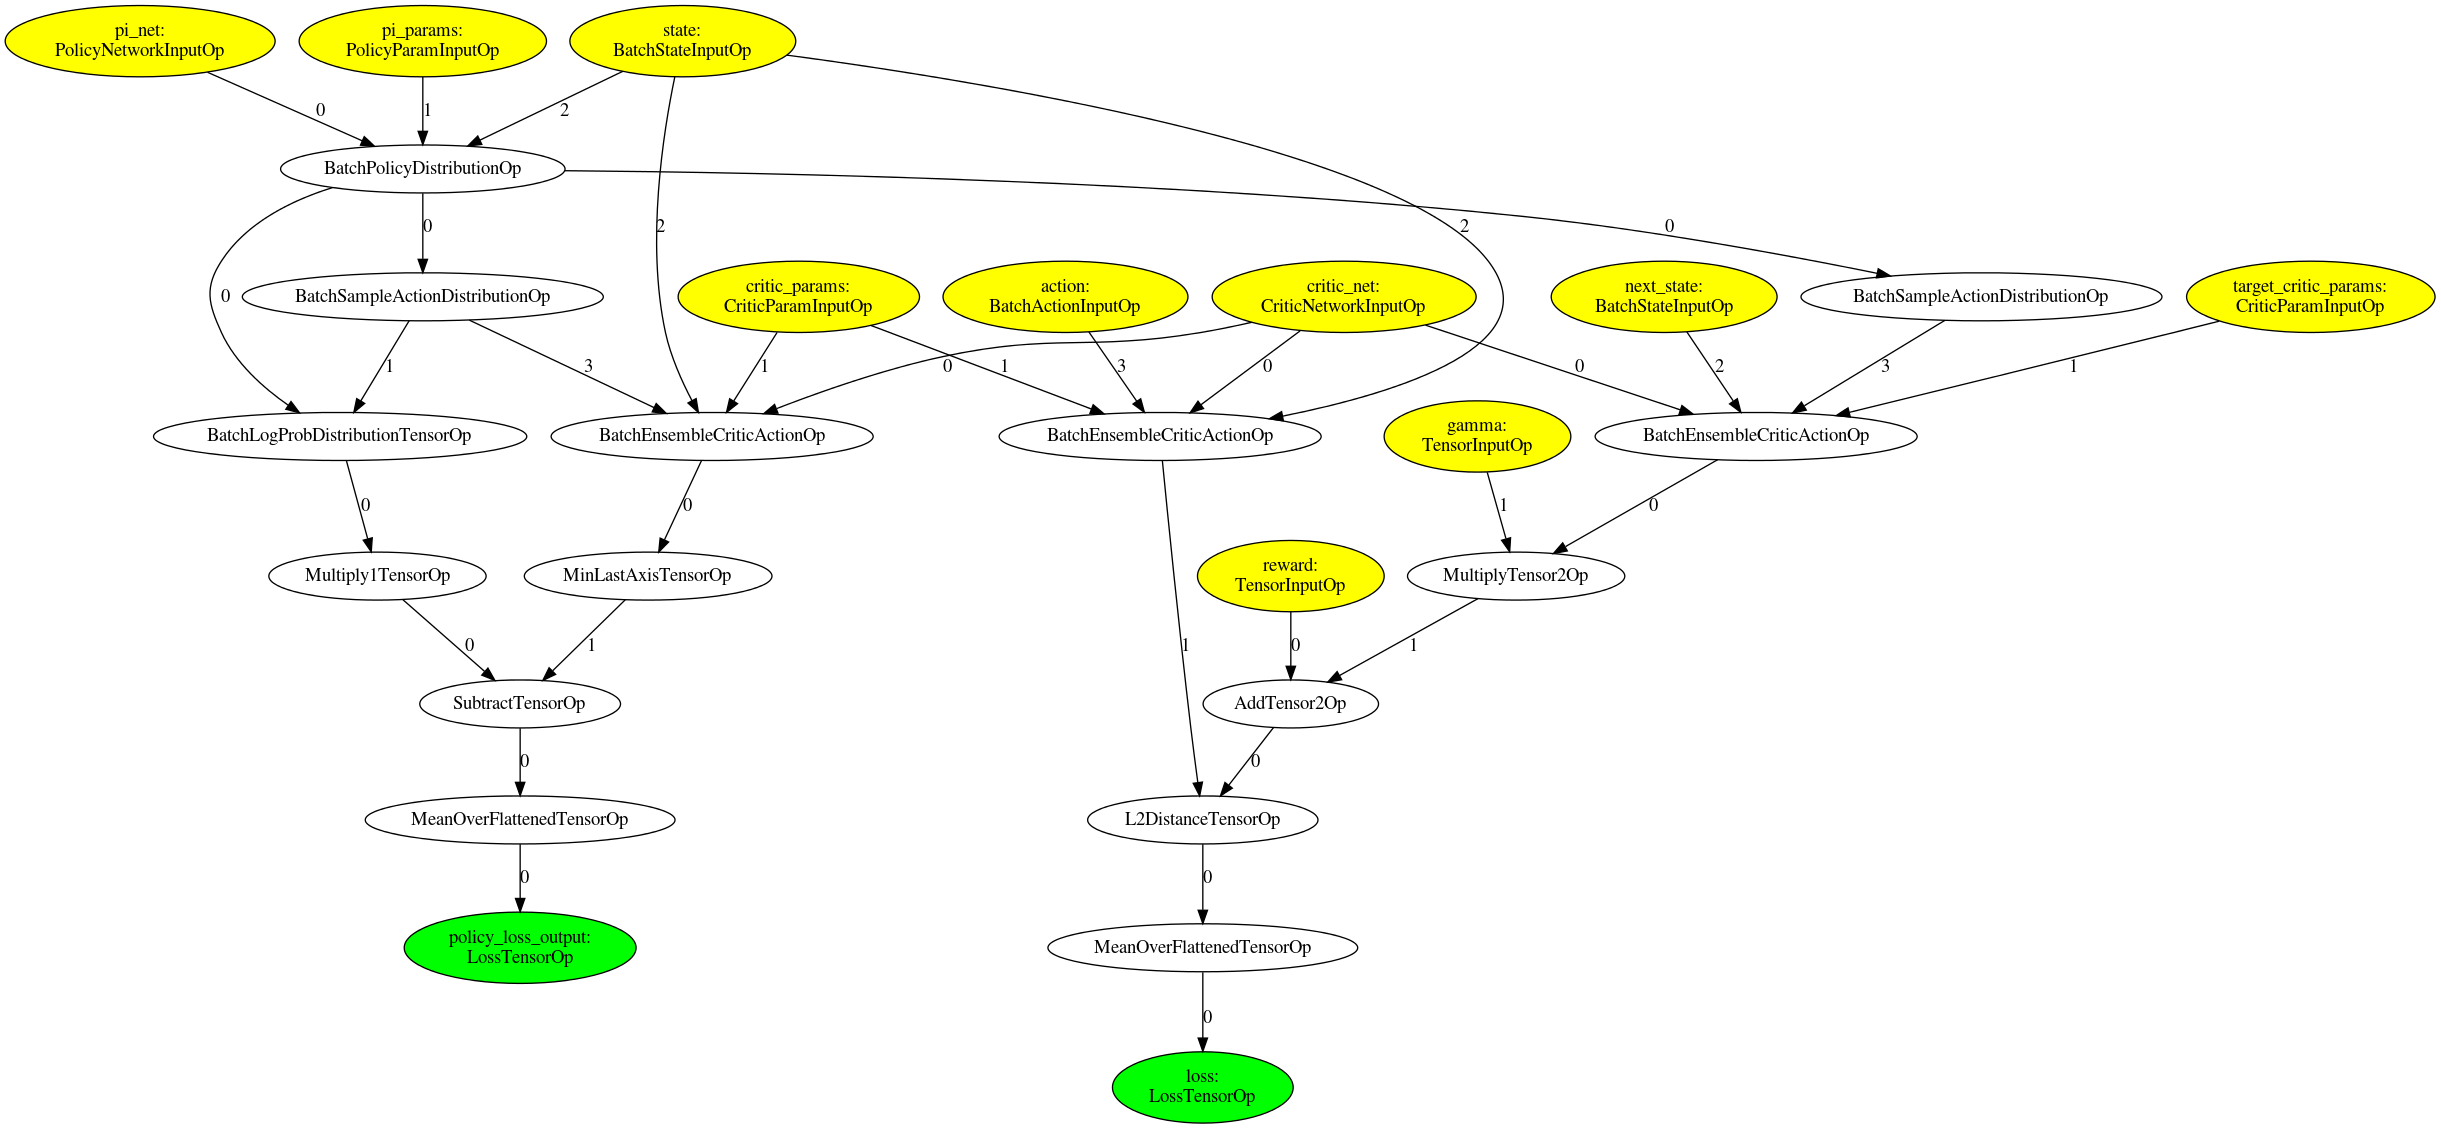 pi_net:
PolicyNetworkInputOp
pi_params:
PolicyParamInputOp
state:
BatchStateInputOp
0
1
2
BatchPolicyDistributionOp
0
2
2
0
0
BatchSampleActionDistributionOp
critic_params:
CriticParamInputOp
action:
BatchActionInputOp
critic_net:
CriticNetworkInputOp
next_state:
BatchStateInputOp
BatchSampleActionDistributionOp
target_critic_params:
CriticParamInputOp
1
3
1
0
1
3
0
0
2
3
1
BatchLogProbDistributionTensorOp
BatchEnsembleCriticActionOp
BatchEnsembleCriticActionOp
gamma:
TensorInputOp
BatchEnsembleCriticActionOp
0
0
1
0
Multiply1TensorOp
MinLastAxisTensorOp
reward:
TensorInputOp
MultiplyTensor2Op
0
1
1
0
1
SubtractTensorOp
AddTensor2Op
0
0
MeanOverFlattenedTensorOp
L2DistanceTensorOp
0
0
policy_loss_output:
LossTensorOp
MeanOverFlattenedTensorOp
0
loss:
LossTensorOp